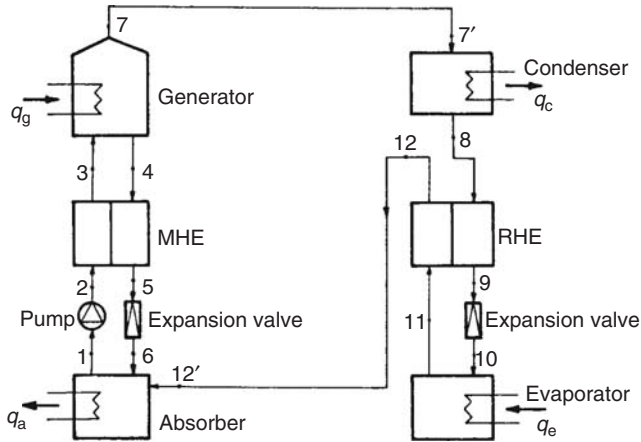 7
7′
Condenser
Generator
q_g
q_c
12
8
3
4
MHE
RHE
2
5
9
Pump
Expansion valve
11
Expansion valve
1
6
12′
10
Evaporator
q_a
Absorber
q_e